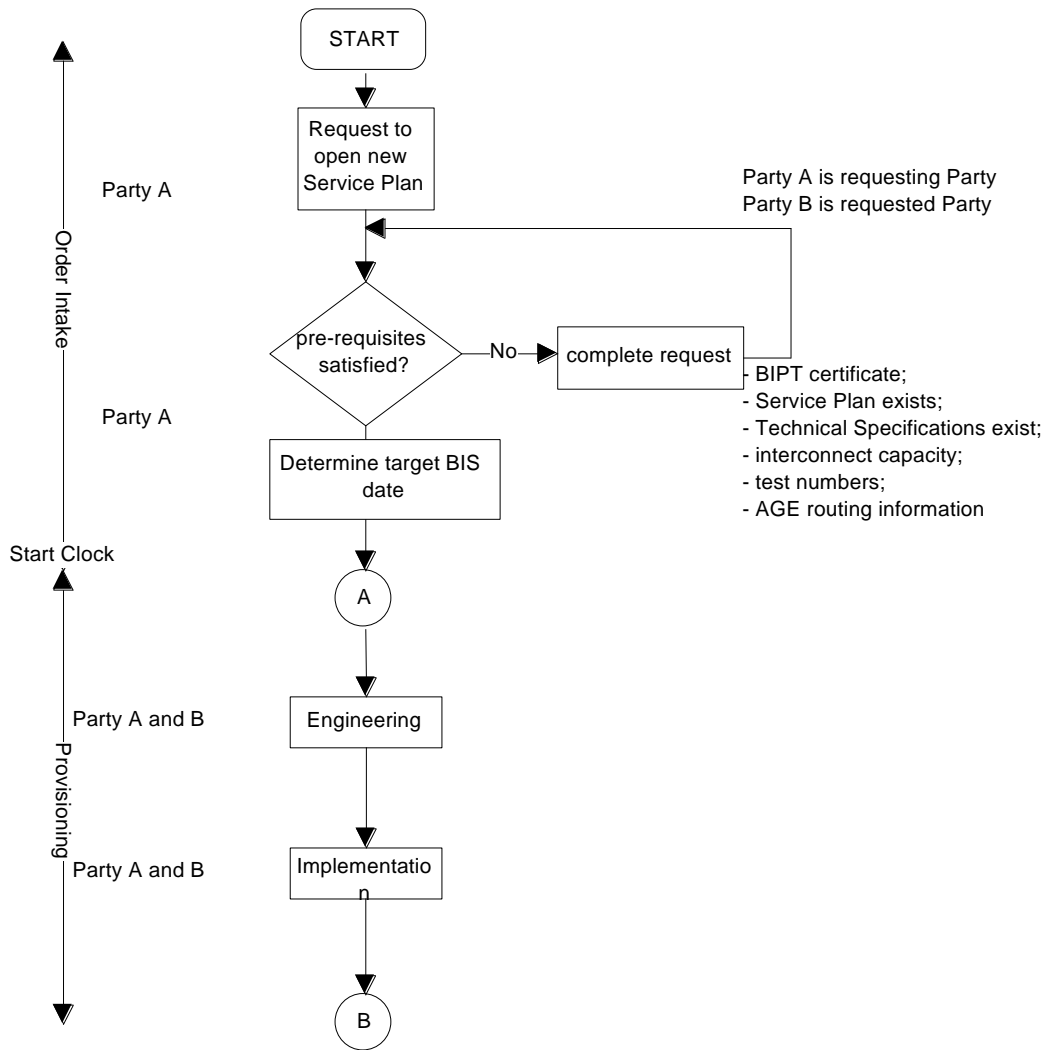 START
Request to
open new
Service Plan
Party A
Party A is requesting Party
Party B is requested Party
Order Intake
pre-requisites
satisfied?
No
complete request
- BIPT certificate;
- Service Plan exists;
- Technical Specifications exist;
- interconnect capacity;
- test numbers;
- AGE routing information
Party A
Determine target BIS
date
Start Clock
A
Party A and B
Engineering
Provisioning
Party A and B
Implementatio
n
B